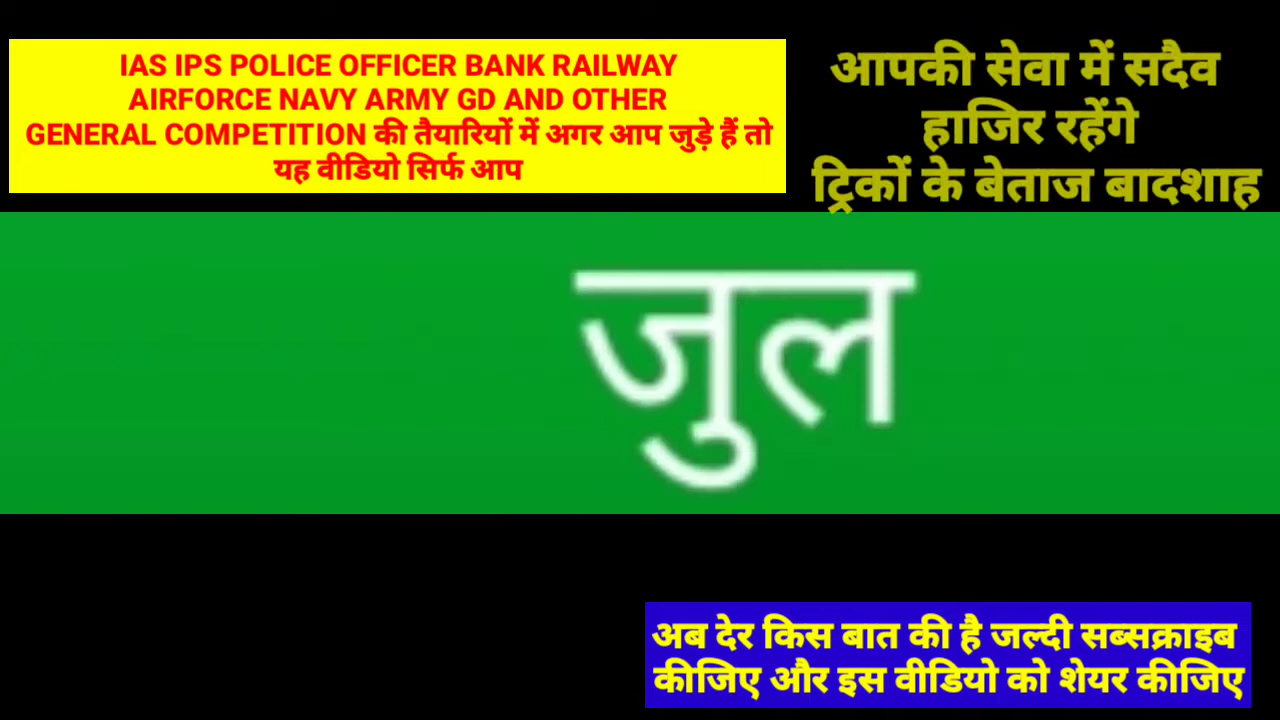 IAS IPS POLICE OFFICER BANK RAILWAY
AIRFORCE NAVY ARMY GD AND OTHER
GENERAL COMPETITION की तैयारियों में अगर आप जुड़े हैं तो
यह वीडियो सिर्फ आप
आपकी सेवा में सदैव
हाजिर रहेंगे
ट्रिकों के बेताज बादशाह
जुल
अब देर किस बात की है जल्दी सब्सक्राइब
कीजिए और इस वीडियो को शेयर कीजिए